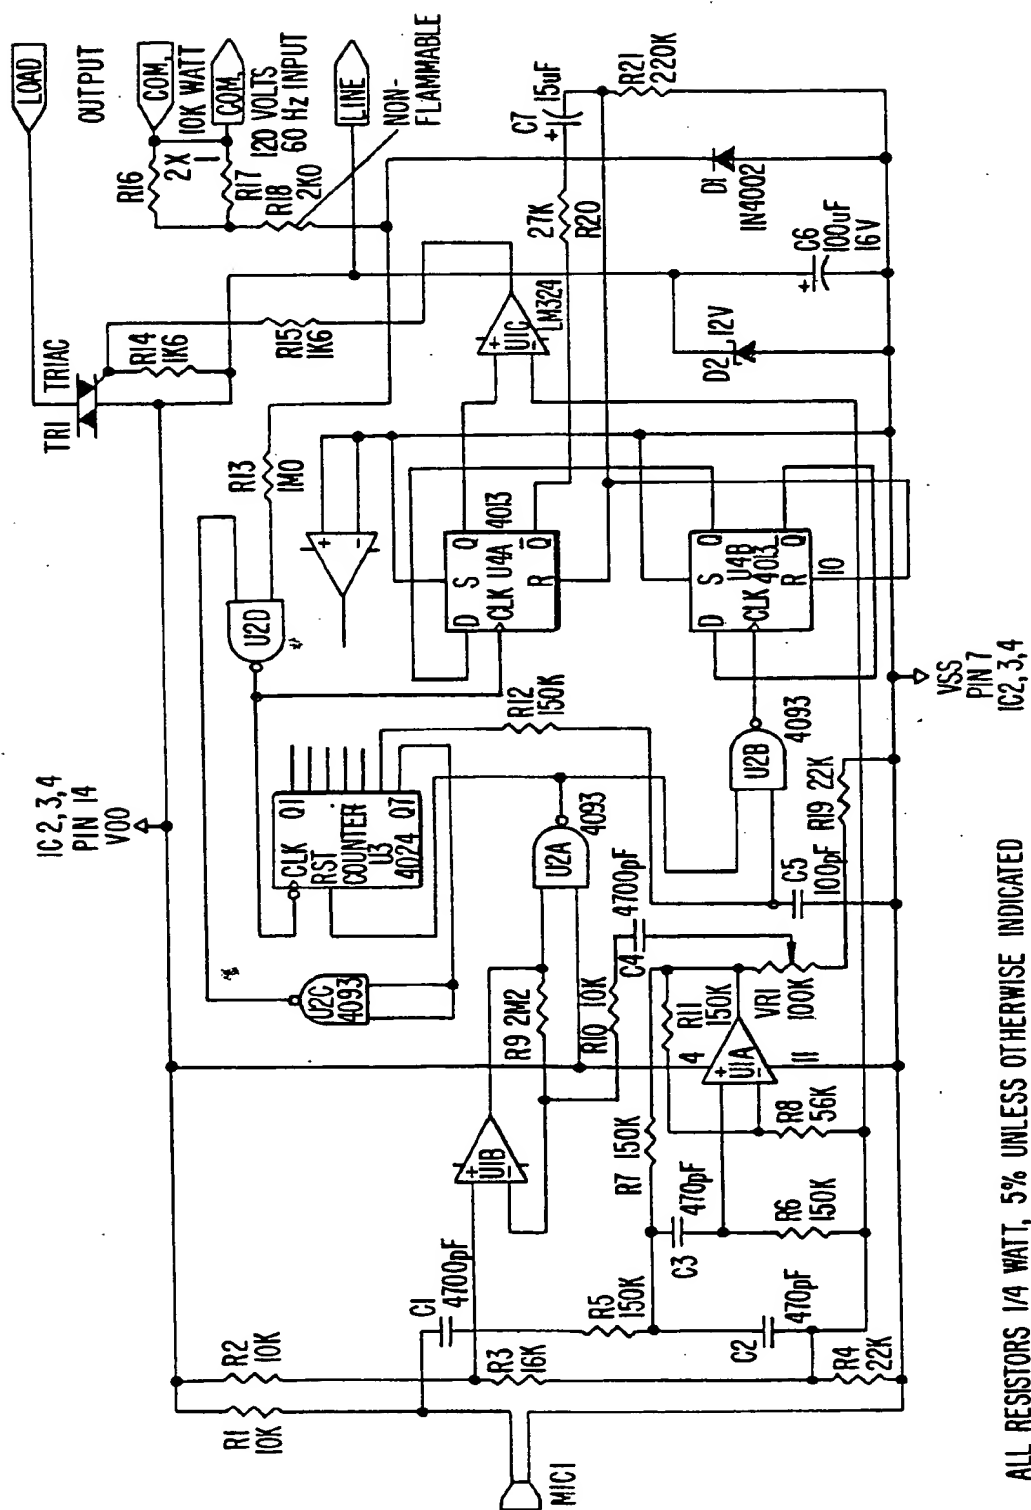 LOAD
OUTPUT
COM.
10K WATT
COM.
120 VOLTS
60 Hz INPUT
LINE
NON-
FLAMMABLE
R16
2X
1
R17
R18
2K0
TRI
TRIAC
R14
1K6
R15
1K6
R13
1M0
C7
15uF
+
R21
220K
27K
R20
D1
1N4002
C6
100uF
16V
+
D2
12V
U1C
LM324
+
-
+
-
U2D
IC2,3,4
PIN 14
VOO
CLK
Q1
RST
COUNTER
U3
4024
Q7
R12
150K
D
S
Q
CLK
U4A
4013
R
Q
D
S
Q
CLK
U4B
4013
R
Q
10
VSS
PIN 7
IC2,3,4
U2C
4093
U2A
4093
U2B
4093
R9 2M2
R10
10K
C4
4700pF
C5
100pF
R19 22K
VR1
100K
R11
150K
4
U1A
+
-
11
R8
56K
R7 150K
C3
470pF
R6
150K
U1B
+
-
C1
4700pF
R5
150K
C2
470pF
R2
10K
R3
16K
R4
22K
R1
10K
MIC1
ALL RESISTORS 1/4 WATT, 5% UNLESS OTHERWISE INDICATED